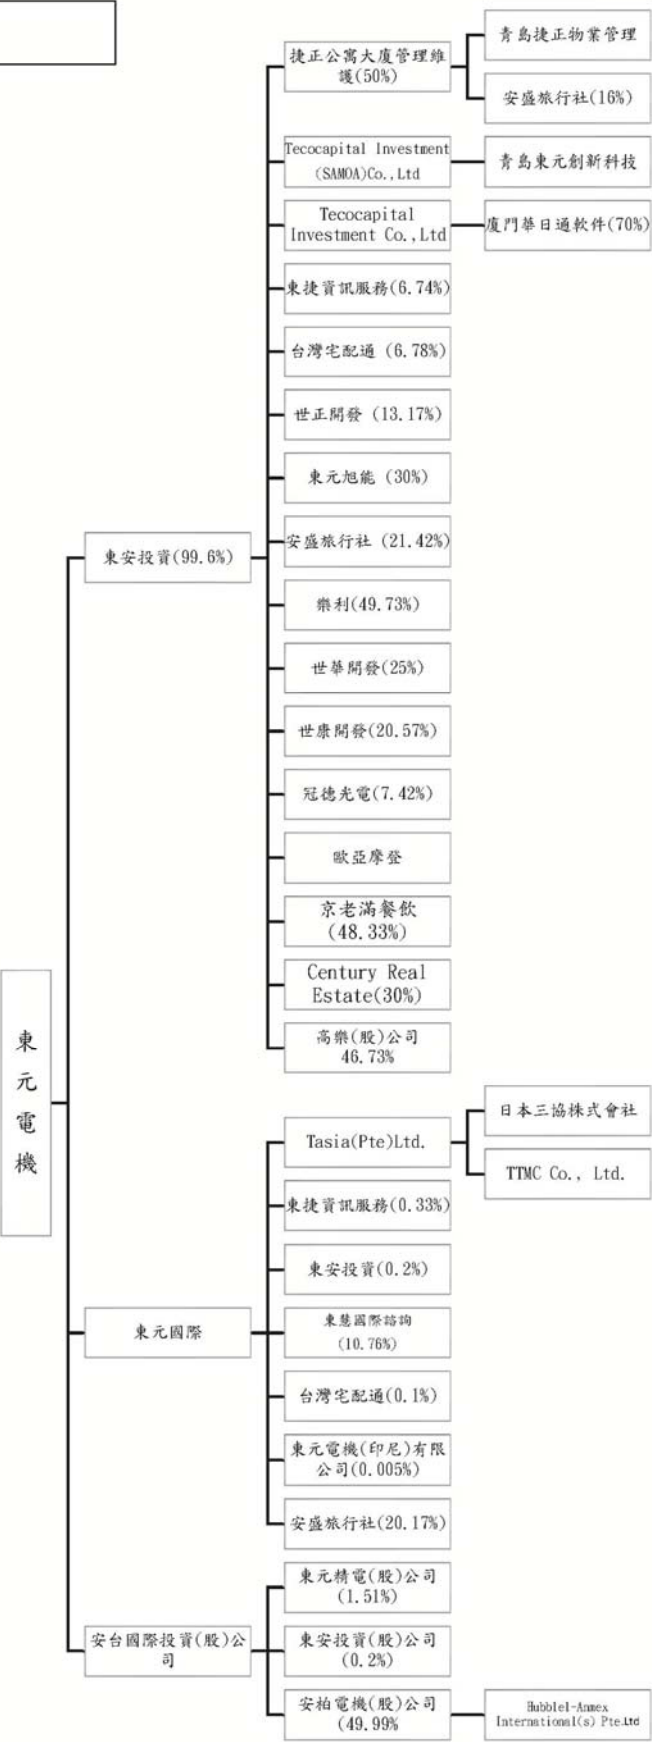 東
元
電
機
東安投資(99.6%)
捷正公寓大廈管理維
護(50%)
青島捷正物業管理
安盛旅行社(16%)
Tecocapital Investment
(SAMOA)Co.,Ltd
青島東元創新科技
Tecocapital
Investment Co.,Ltd
廈門華日通軟件(70%)
東捷資訊服務(6.74%)
台灣宅配通 (6.78%)
世正開發 (13.17%)
東元旭能 (30%)
安盛旅行社 (21.42%)
樂利(49.73%)
世華開發(25%)
世康開發(20.57%)
冠德光電(7.42%)
歐亞摩登
京老滿餐飲
(48.33%)
Century Real
Estate(30%)
高樂(股)公司
46.73%
東元國際
Tasia(Pte)Ltd.
日本三協株式會社
TTMC Co., Ltd.
東捷資訊服務(0.33%)
東安投資(0.2%)
東慧國際諮詢
(10.76%)
台灣宅配通(0.1%)
東元電機(印尼)有限
公司(0.005%)
安盛旅行社(20.17%)
安台國際投資(股)公
司
東元精電(股)公司
(1.51%)
東安投資(股)公司
(0.2%)
安柏電機(股)公司
(49.99%
Hubblel-Anmex
International(s) Pte.Ltd